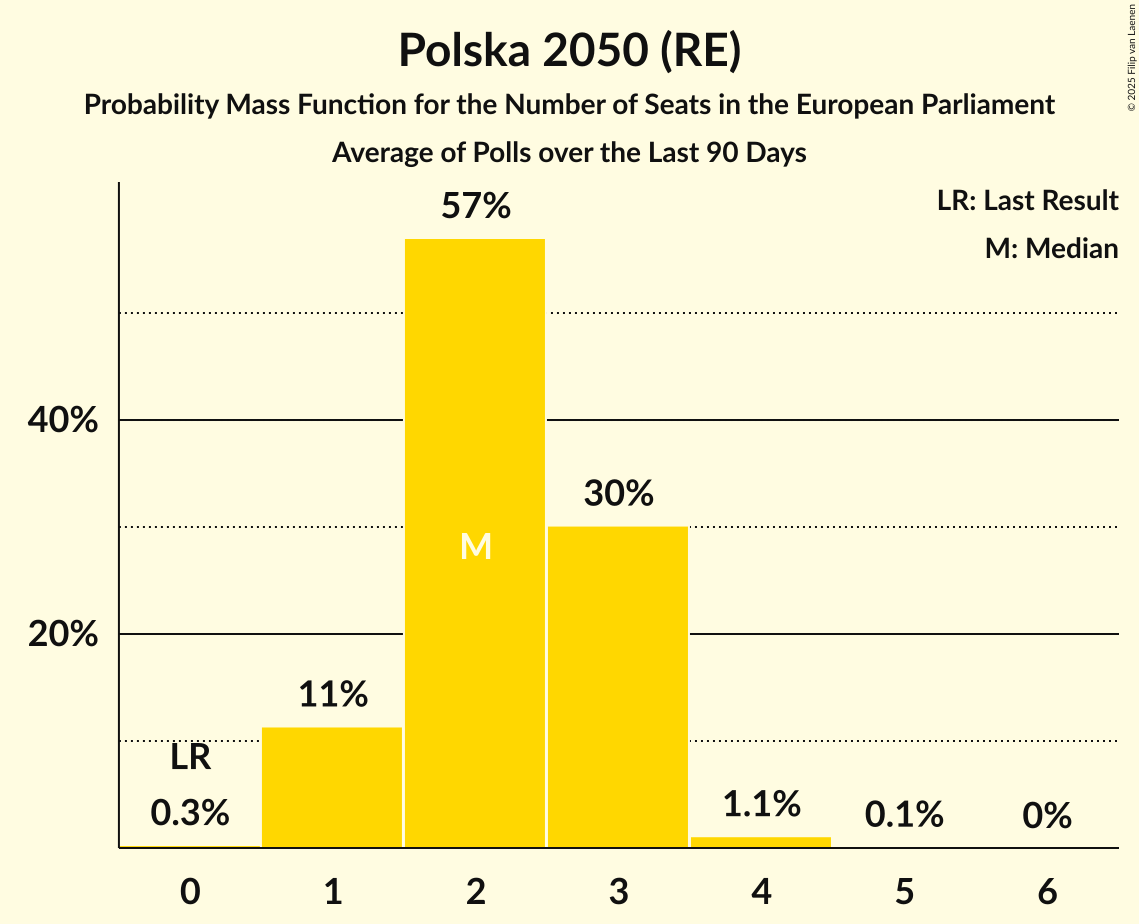 Polska 2050 (RE)
Probability Mass Function for the Number of Seats in the European Parliament
Average of Polls over the Last 90 Days
© 2025 Filip van Laenen
LR: Last Result
M: Median
57%
40%
30%
M
20%
11%
LR
0.3%
1.1%
0.1%
0%
0 1 2 3 4 5 6